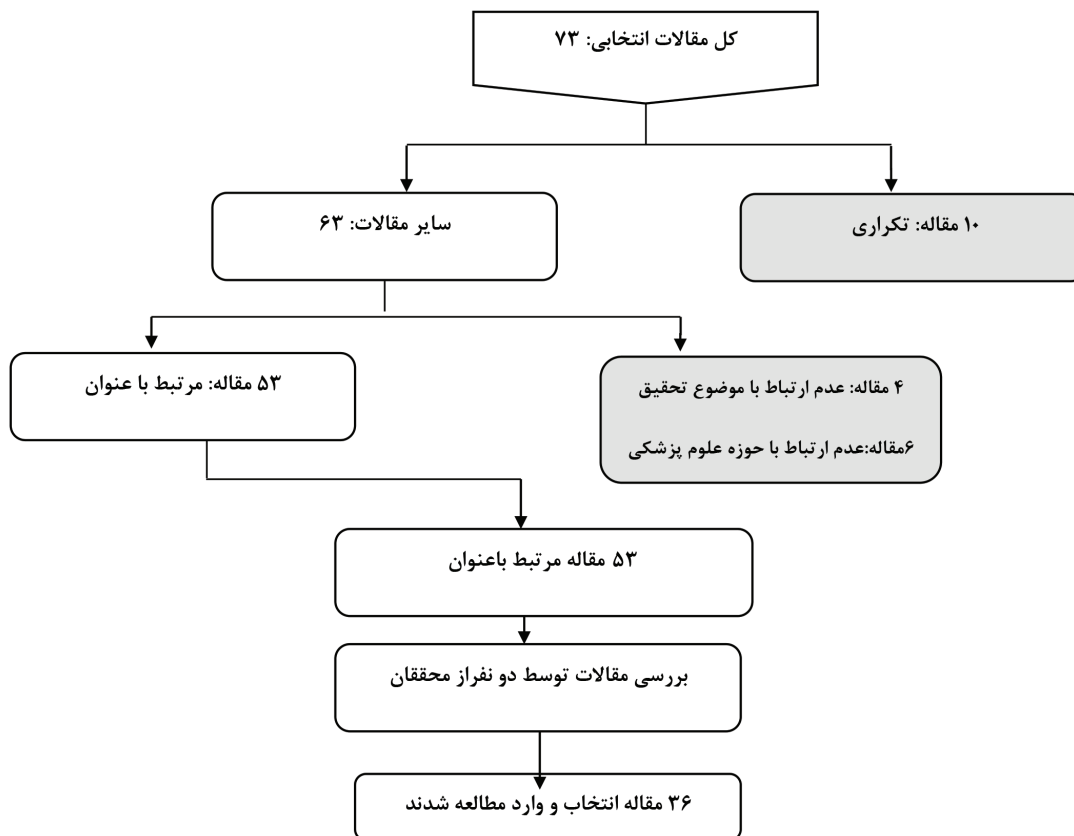 کل مقالات انتخابی: ۷۳
۱۰ مقاله: تکراری
سایر مقالات: ۶۳
۴ مقاله: عدم ارتباط با موضوع تحقیق
۶مقاله:عدم ارتباط با حوزه علوم پزشکی
۵۳ مقاله: مرتبط با عنوان
۵۳ مقاله مرتبط باعنوان
بررسی مقالات توسط دو نفراز محققان
۳۶ مقاله انتخاب و وارد مطالعه شدند